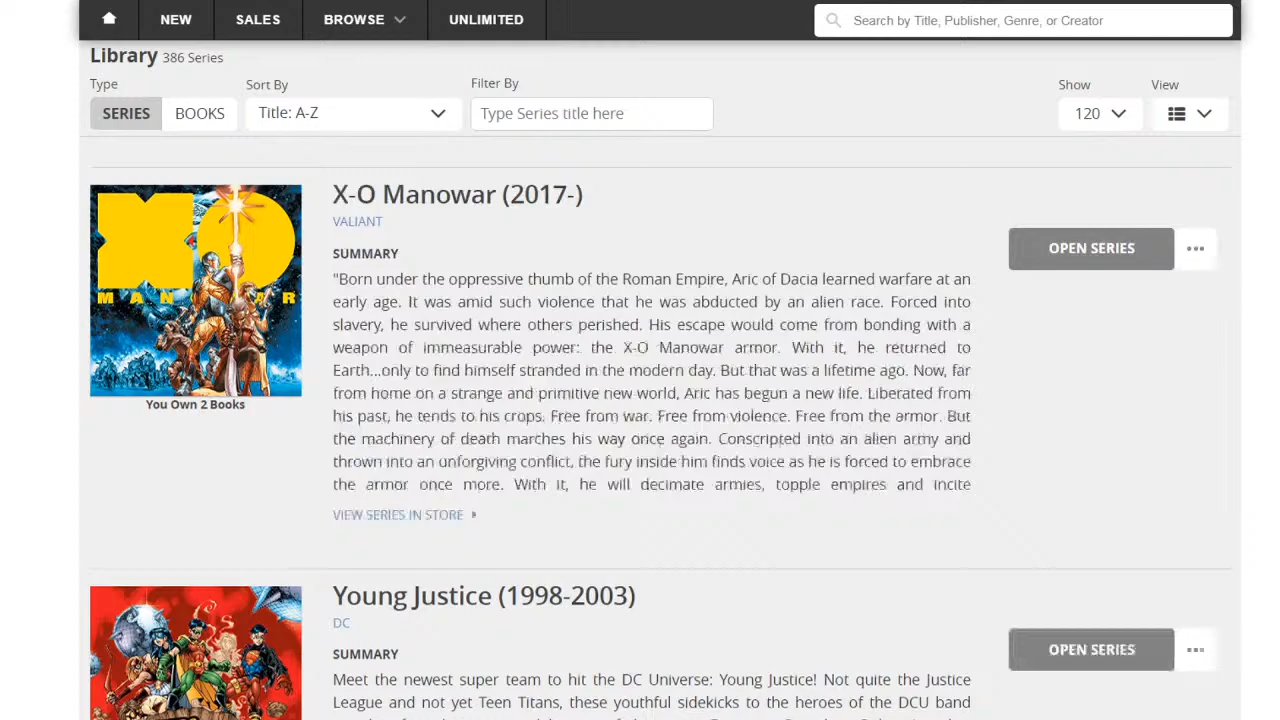 NEW SALES BROWSE UNLIMITED Search by Title, Publisher, Genre, or Creator
Library 386 Series
Type Sort By Filter By Show View
SERIES BOOKS Title: A-Z Type Series title here 120
XO
MANOWAR
You Own 2 Books
X-O Manowar (2017-)
VALIANT
SUMMARY
"Born under the oppressive thumb of the Roman Empire, Aric of Dacia learned warfare at an
early age. It was amid such violence that he was abducted by an alien race. Forced into
slavery, he survived where others perished. His escape would come from bonding with a
weapon of immeasurable power: the X-O Manowar armor. With it, he returned to
Earth...only to find himself stranded in the modern day. But that was a lifetime ago. Now, far
from home on a strange and primitive new world, Aric has begun a new life. Liberated from
his past, he tends to his crops. Free from war. Free from violence. Free from the armor. But
the machinery of death marches his way once again. Conscripted into an alien army and
thrown into an unforgiving conflict, the fury inside him finds voice as he is forced to embrace
the armor once more. With it, he will decimate armies, topple empires and incite
VIEW SERIES IN STORE
OPEN SERIES
Young Justice (1998-2003)
DC
SUMMARY
Meet the newest super team to hit the DC Universe: Young Justice! Not quite the Justice
League and not yet Teen Titans, these youthful sidekicks to the heroes of the DCU band
OPEN SERIES